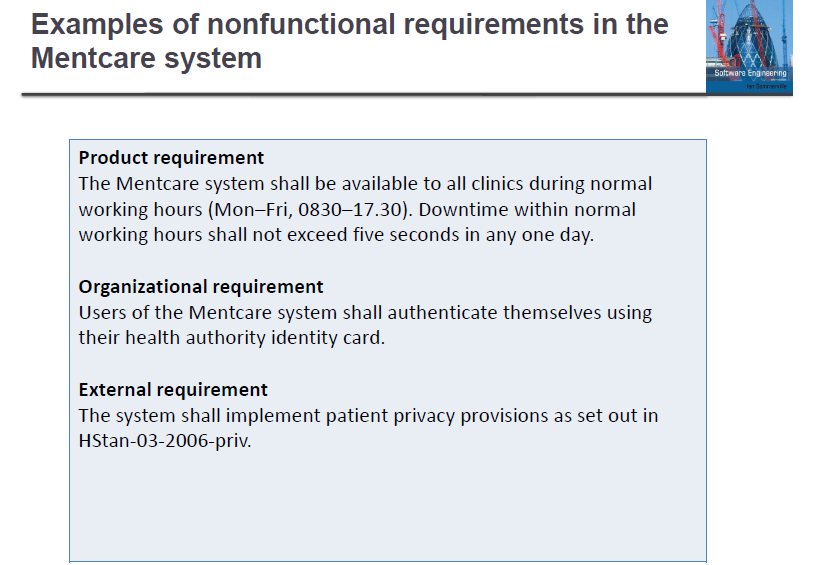 Examples of nonfunctional requirements in the
Mentcare system
Software Engineering
Ian Sommerville
Product requirement
The Mentcare system shall be available to all clinics during normal
working hours (Mon–Fri, 0830–17.30). Downtime within normal
working hours shall not exceed five seconds in any one day.
Organizational requirement
Users of the Mentcare system shall authenticate themselves using
their health authority identity card.
External requirement
The system shall implement patient privacy provisions as set out in
HStan-03-2006-priv.